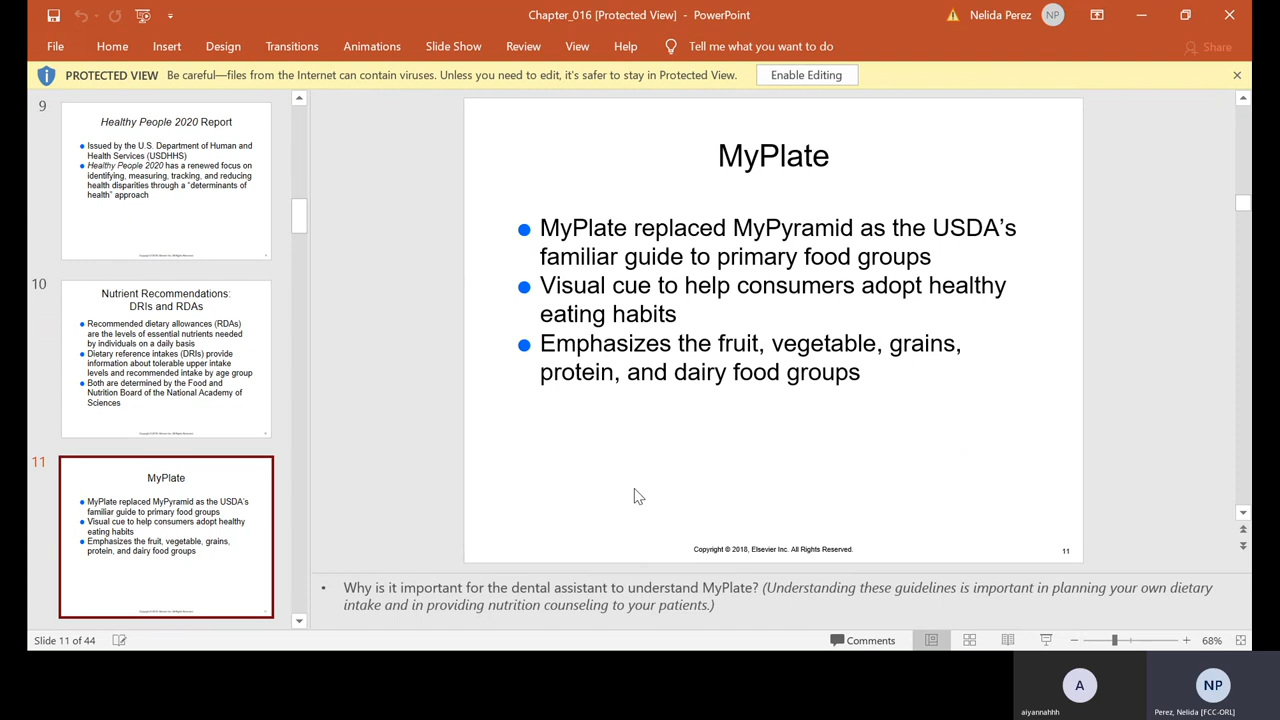 Chapter_016 [Protected View] - PowerPoint
Nelida Perez
NP
File Home Insert Design Transitions Animations Slide Show Review View Help Tell me what you want to do Share
PROTECTED VIEW Be careful—files from the Internet can contain viruses. Unless you need to edit, it's safer to stay in Protected View. Enable Editing
9
Healthy People 2020 Report
Issued by the U.S. Department of Human and
Health Services (USDHHS)
Healthy People 2020 has a renewed focus on
identifying, measuring, tracking, and reducing
health disparities through a "determinants of
health" approach
10
Nutrient Recommendations:
DRIs and RDAs
Recommended dietary allowances (RDAs)
are the levels of essential nutrients needed
by individuals on a daily basis
Dietary reference intakes (DRIs) provide
information about tolerable upper intake
levels and recommended intake by age group
Both are determined by the Food and
Nutrition Board of the National Academy of
Sciences
11
MyPlate
MyPlate replaced MyPyramid as the USDA's
familiar guide to primary food groups
Visual cue to help consumers adopt healthy
eating habits
Emphasizes the fruit, vegetable, grains,
protein, and dairy food groups
MyPlate
MyPlate replaced MyPyramid as the USDA's
familiar guide to primary food groups
Visual cue to help consumers adopt healthy
eating habits
Emphasizes the fruit, vegetable, grains,
protein, and dairy food groups
Copyright © 2018, Elsevier Inc. All Rights Reserved.
11
Why is it important for the dental assistant to understand MyPlate? (Understanding these guidelines is important in planning your own dietary
intake and in providing nutrition counseling to your patients.)
Slide 11 of 44
Comments
68%
A
aiyannahhh
NP
Perez, Nelida [FCC-ORL]